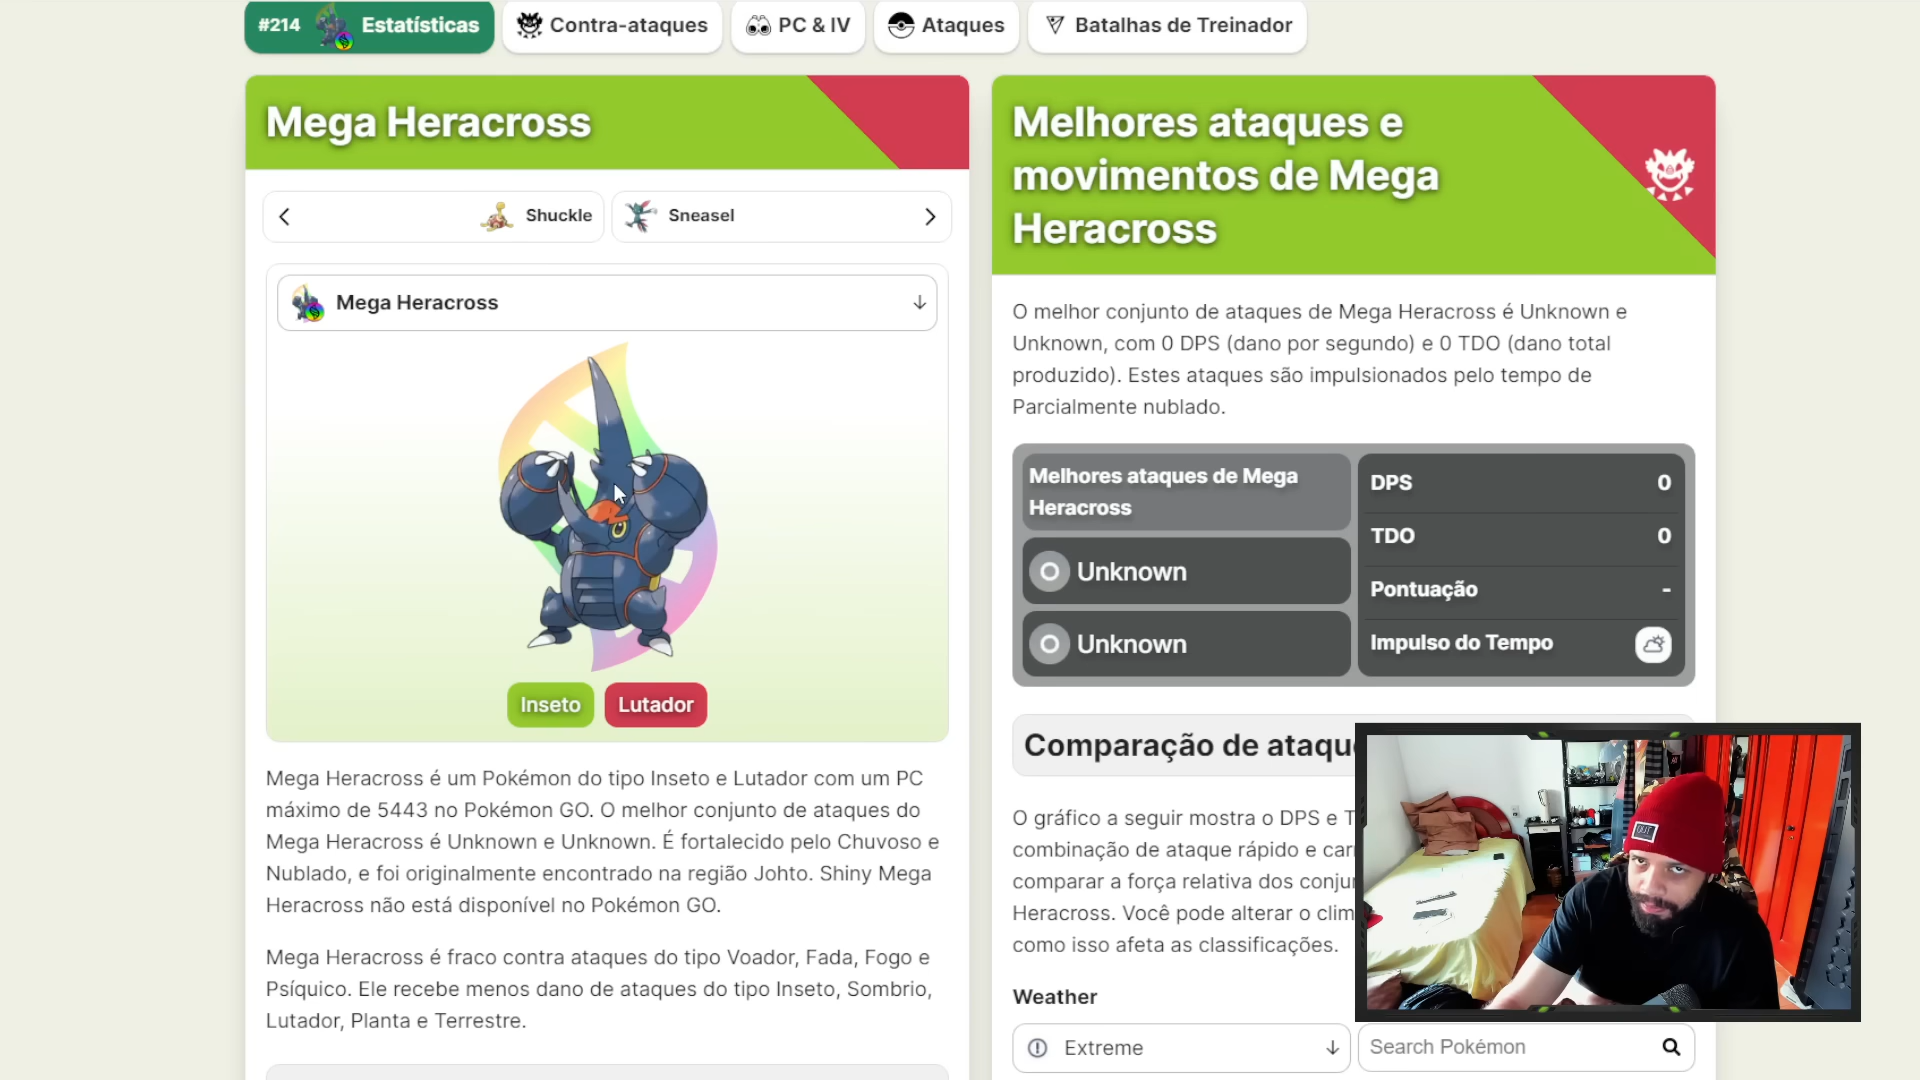 #214 Estatísticas
Contra-ataques
PC & IV
Ataques
Batalhas de Treinador
Mega Heracross
Shuckle
Sneasel
Mega Heracross
Inseto
Lutador
Mega Heracross é um Pokémon do tipo Inseto e Lutador com um PC
máximo de 5443 no Pokémon GO. O melhor conjunto de ataques do
Mega Heracross é Unknown e Unknown. É fortalecido pelo Chuvoso e
Nublado, e foi originalmente encontrado na região Johto. Shiny Mega
Heracross não está disponível no Pokémon GO.
Mega Heracross é fraco contra ataques do tipo Voador, Fada, Fogo e
Psíquico. Ele recebe menos dano de ataques do tipo Inseto, Sombrio,
Lutador, Planta e Terrestre.
Melhores ataques e
movimentos de Mega
Heracross
O melhor conjunto de ataques de Mega Heracross é Unknown e
Unknown, com 0 DPS (dano por segundo) e 0 TDO (dano total
produzido). Estes ataques são impulsionados pelo tempo de
Parcialmente nublado.
Melhores ataques de Mega
Heracross
Unknown
Unknown
DPS 0
TDO 0
Pontuação -
Impulso do Tempo
Comparação de ataqu
O gráfico a seguir mostra o DPS e T
combinação de ataque rápido e car
comparar a força relativa dos conju
Heracross. Você pode alterar o clim
como isso afeta as classificações.
Weather
Extreme
Search Pokémon